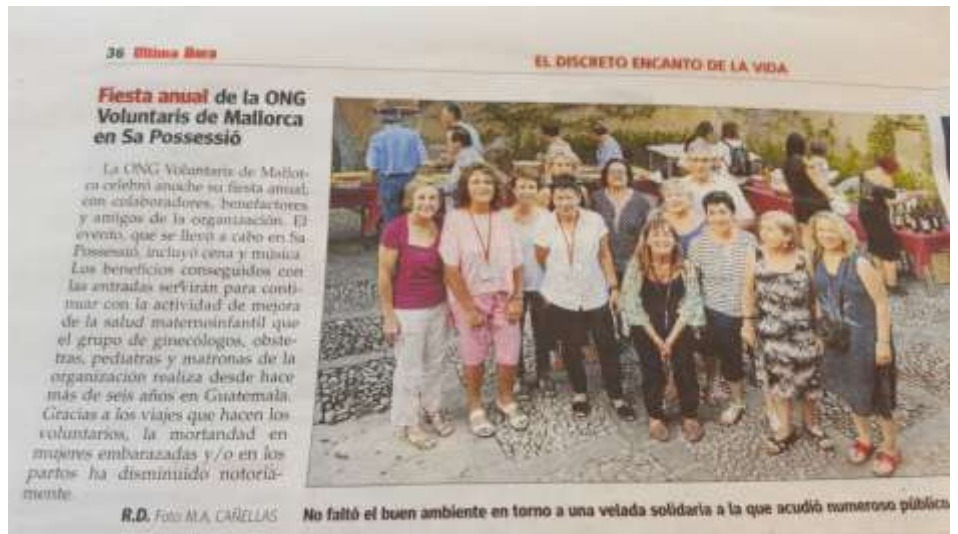 36 Ultima Hora
EL DISCRETO ENCANTO DE LA VIDA
Fiesta anual de la ONG
Voluntaris de Mallorca
en Sa Possessió
La ONG Voluntaris de Mallor-
ca celebró anoche su fiesta anual,
con colaboradores, benefactores
y amigos de la organización. El
evento, que se llevó a cabo en Sa
Possessió, incluyó cena y música.
Los beneficios conseguidos con
las entradas servirán para conti-
nuar con la actividad de mejora
de la salud maternoinfantil que
el grupo de ginecólogos, obste-
tras, pediatras y matronas de la
organización realiza desde hace
más de seis años en Guatemala.
Gracias a los viajes que hacen los
voluntarios, la mortandad en
mujeres embarazadas y/o en los
partos ha disminuido notoria-
mente.
R.D. Foto: M.A. CAÑELLAS
No faltó el buen ambiente en torno a una velada solidaria a la que acudió numeroso público